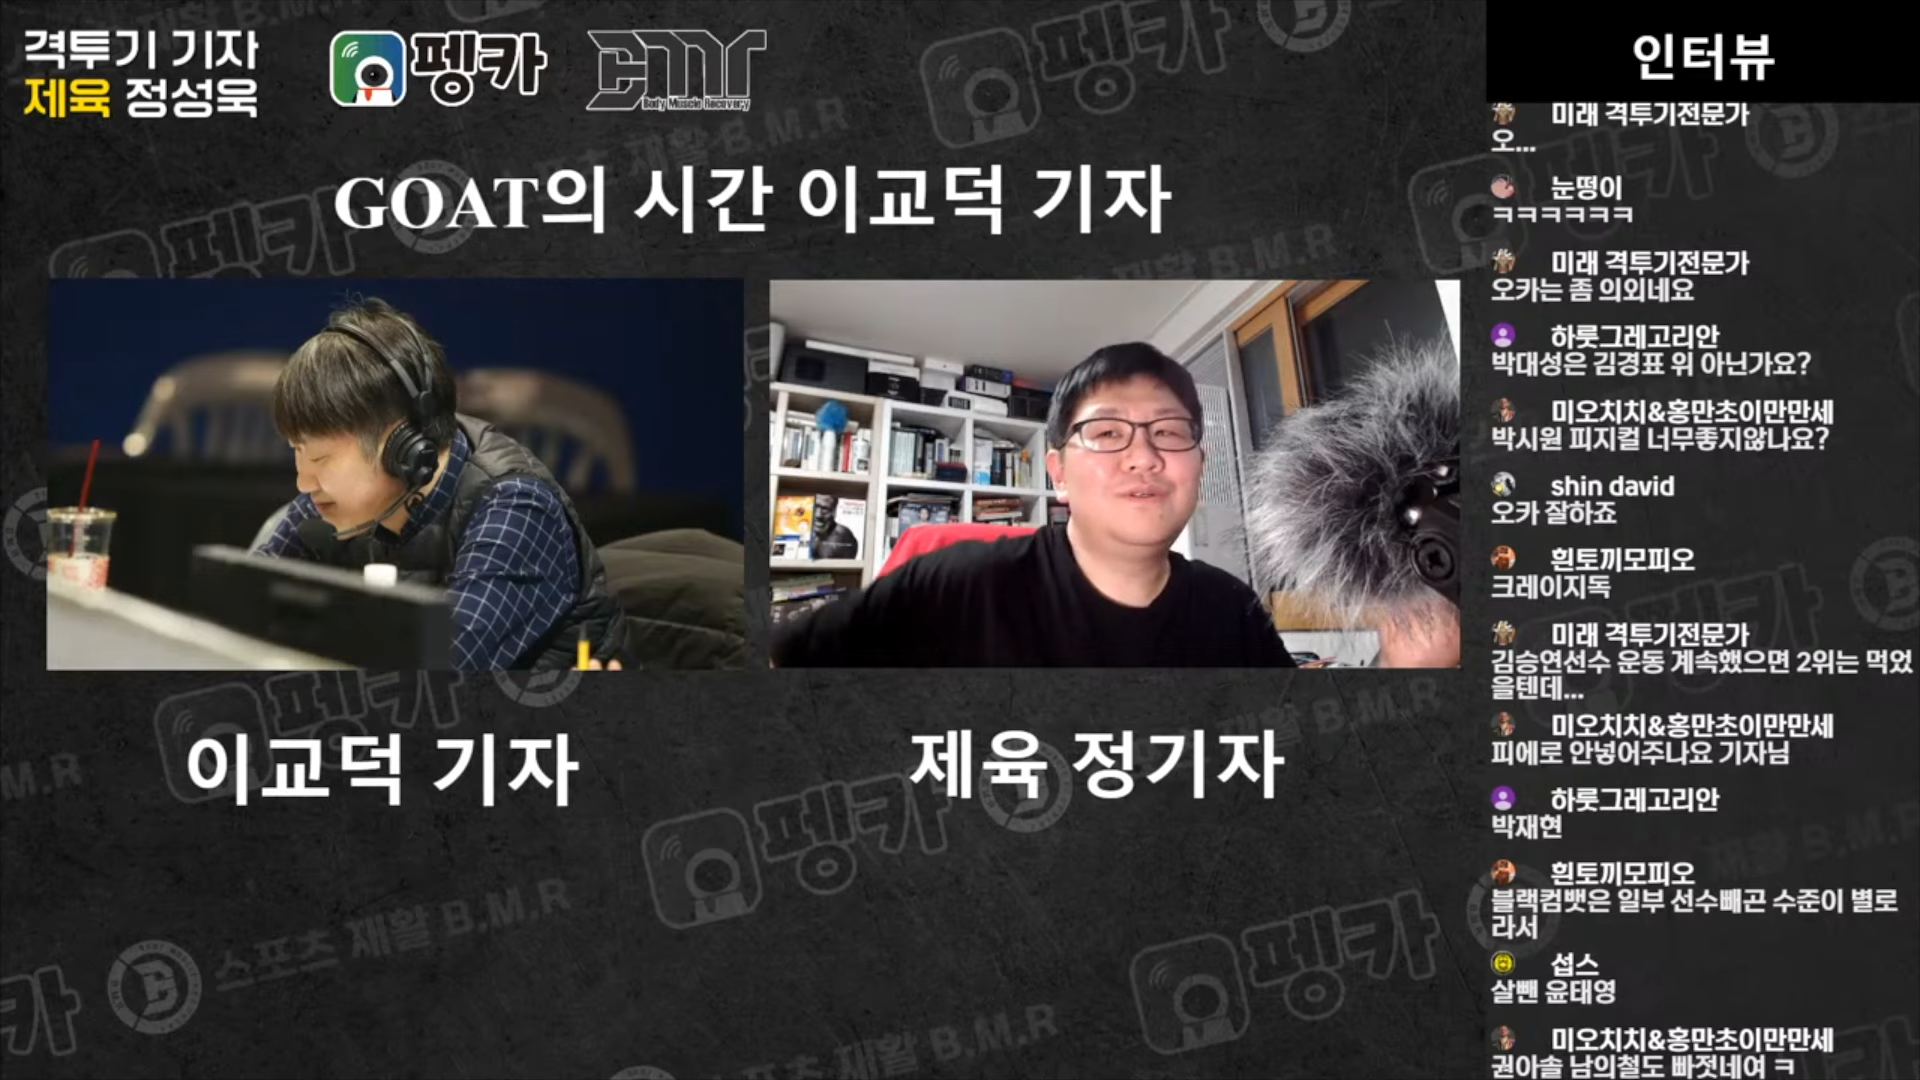 격투기 기자
제육 정성욱
펭카
BMR
Body Muscle Recovery
인터뷰
GOAT의 시간 이교덕 기자
이교덕 기자
제육 정기자
미래 격투기전문가
오...
눈떵이
ㅋㅋㅋㅋㅋㅋ
미래 격투기전문가
오카는 좀 의외네요
하룻그레고리안
박대성은 김경표 위 아닌가요?
미오치치&홍만초이만만세
박시원 피지컬 너무좋지않나요?
shin david
오카 잘하죠
흰토끼모피오
크레이지독
미래 격투기전문가
김승연선수 운동 계속했으면 2위는 먹었
을텐데...
미오치치&홍만초이만만세
피에로 안넣어주나요 기자님
하룻그레고리안
박재현
흰토끼모피오
블랙컴뱃은 일부 선수빼곤 수준이 별로
라서
섭스
살뺀 윤태영
미오치치&홍만초이만만세
권아솔 남의철도 빠젓네여 ㅋ
스포츠 재활 B.M.R
펭카